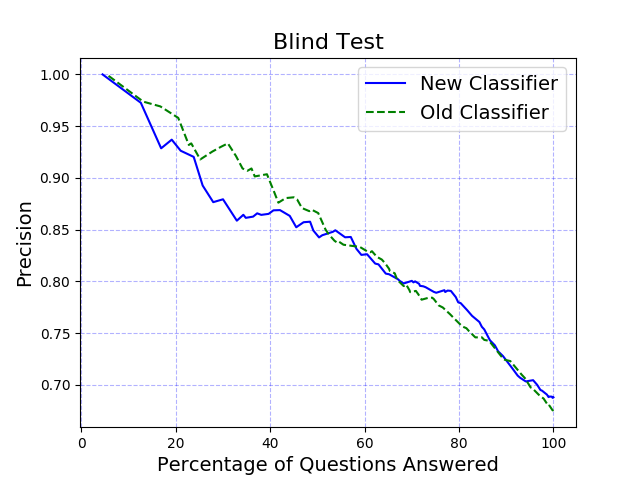 Blind Test
New Classifier
Old Classifier
Precision
1.00
0.95
0.90
0.85
0.80
0.75
0.70
0 20 40 60 80 100
Percentage of Questions Answered